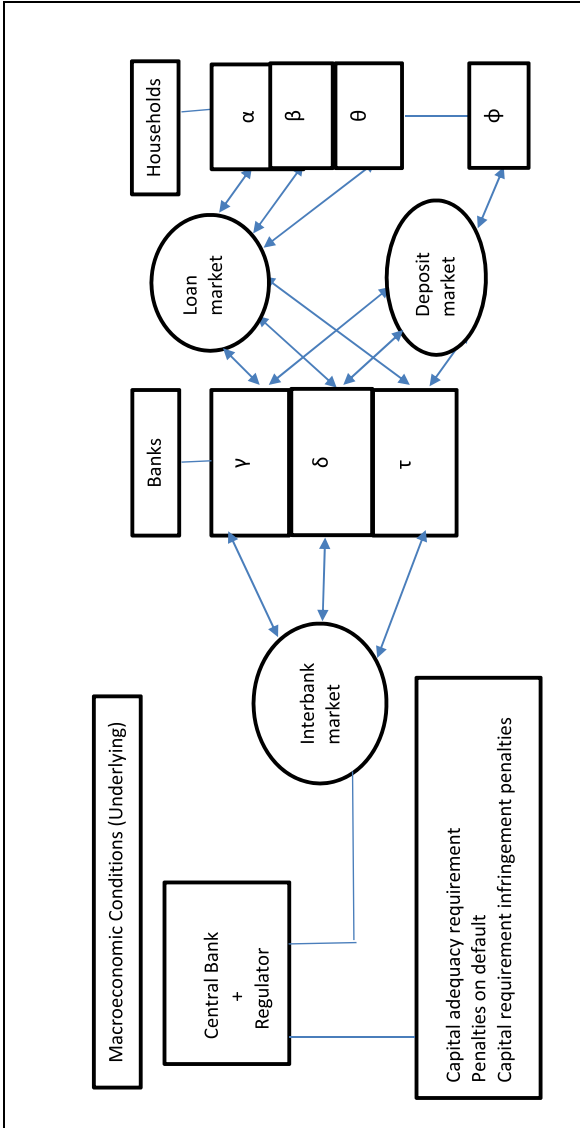 Macroeconomic Conditions (Underlying)
Central Bank
+
Regulator
Capital adequacy requirement
Penalties on default
Capital requirement infringement penalties
Interbank
market
Banks
γ
δ
τ
Loan
market
Deposit
market
Households
α
β
θ
ϕ